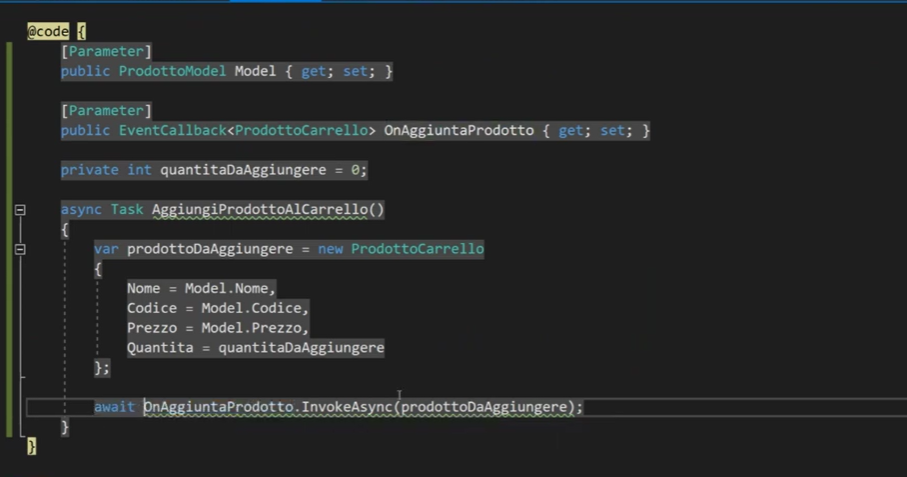 @code {
[Parameter]
public ProdottoModel Model { get; set; }
[Parameter]
public EventCallback<ProdottoCarrello> OnAggiuntaProdotto { get; set; }
private int quantitaDaAggiungere = 0;
async Task AggiungiProdottoAlCarrello()
{
var prodottoDaAggiungere = new ProdottoCarrello
{
Nome = Model.Nome,
Codice = Model.Codice,
Prezzo = Model.Prezzo,
Quantita = quantitaDaAggiungere
};
await OnAggiuntaProdotto.InvokeAsync(prodottoDaAggiungere);
}
}